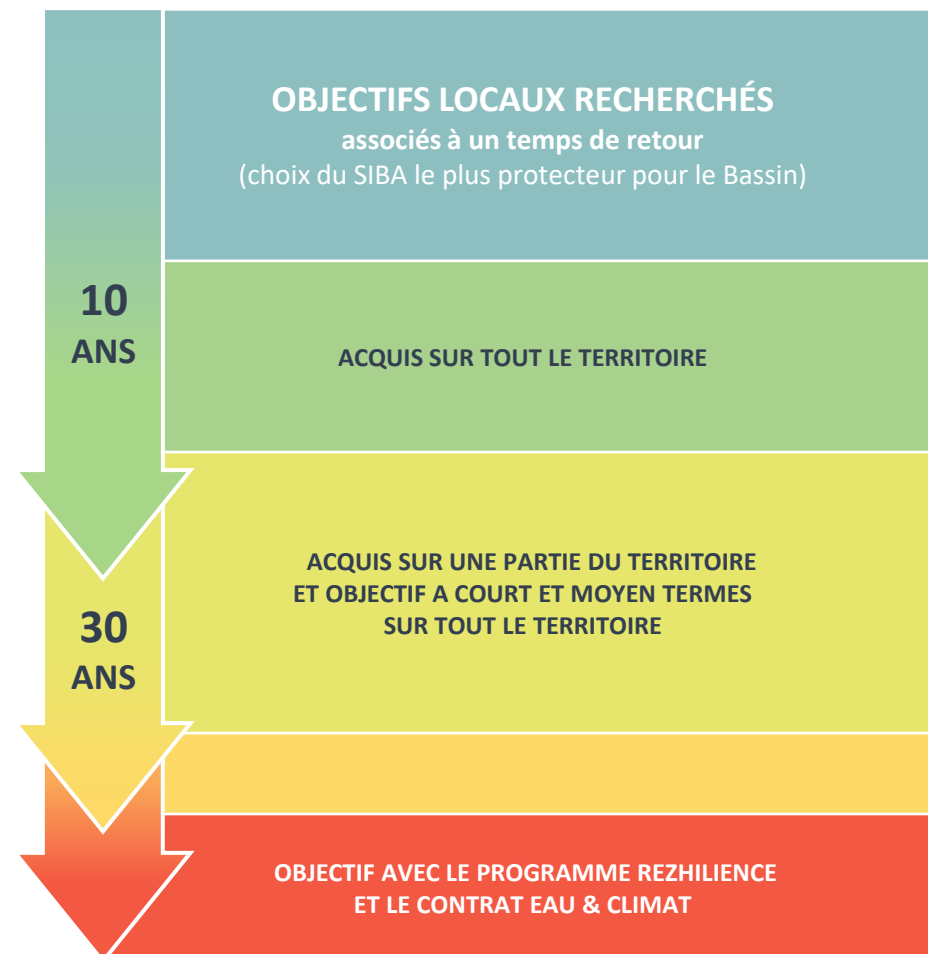 OBJECTIFS LOCAUX RECHERCHÉS
associés à un temps de retour
(choix du SIBA le plus protecteur pour le Bassin)
10
ANS
ACQUIS SUR TOUT LE TERRITOIRE
ACQUIS SUR UNE PARTIE DU TERRITOIRE
ET OBJECTIF A COURT ET MOYEN TERMES
SUR TOUT LE TERRITOIRE
30
ANS
OBJECTIF AVEC LE PROGRAMME REZHILIENCE
ET LE CONTRAT EAU & CLIMAT